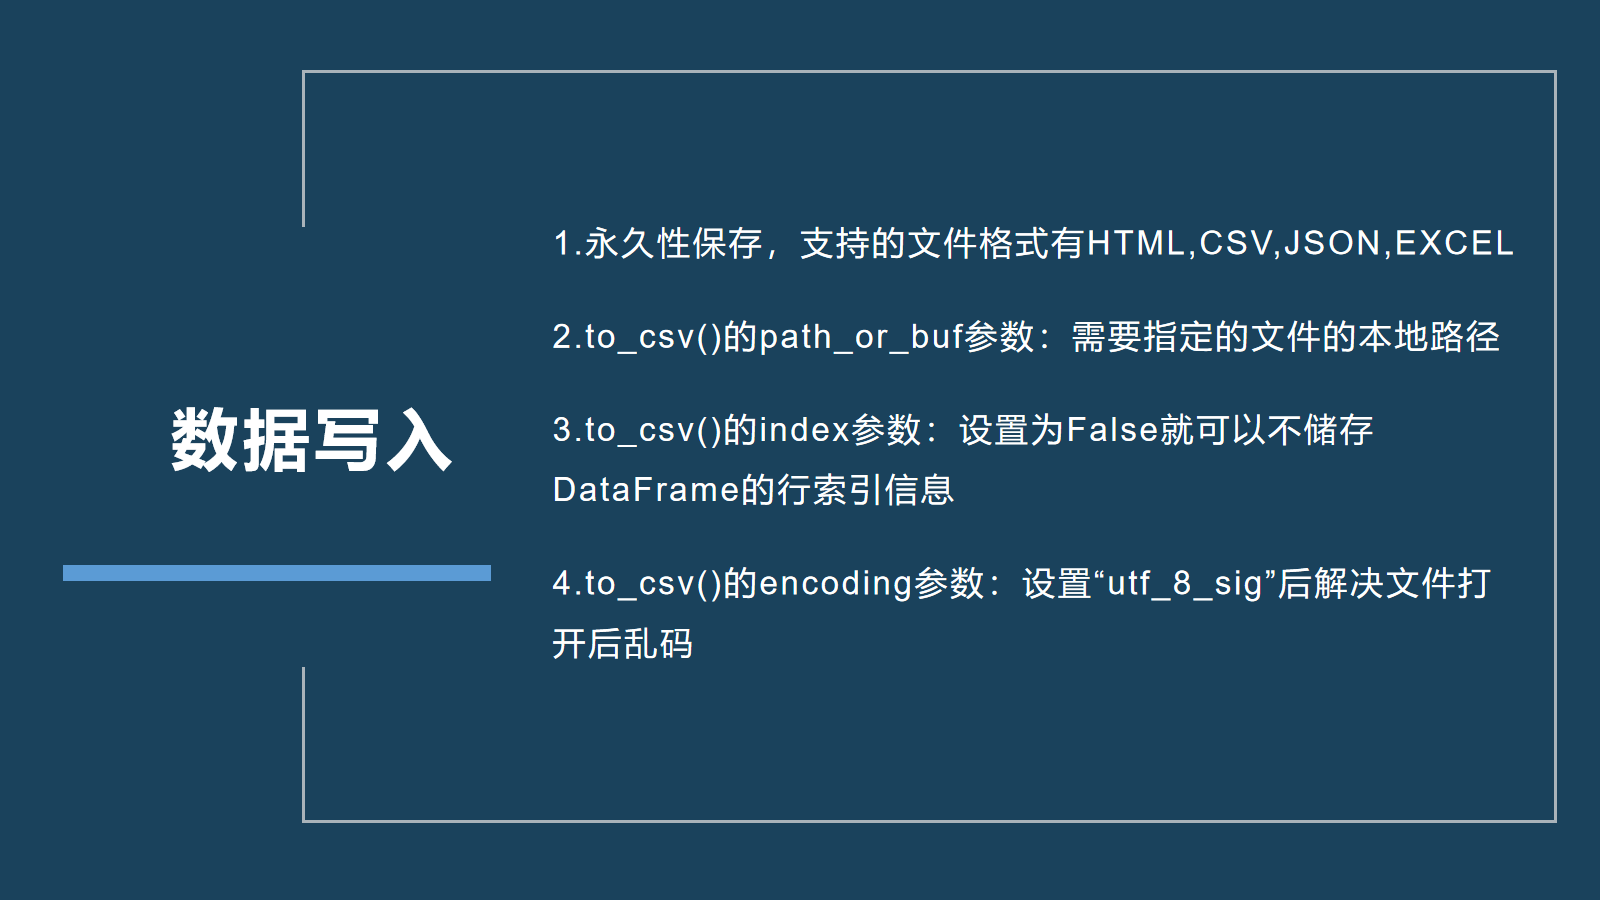 数据写入
1.永久性保存，支持的文件格式有HTML,CSV,JSON,EXCEL
2.to_csv()的path_or_buf参数：需要指定的文件的本地路径
3.to_csv()的index参数：设置为False就可以不储存
DataFrame的行索引信息
4.to_csv()的encoding参数：设置“utf_8_sig”后解决文件打
开后乱码